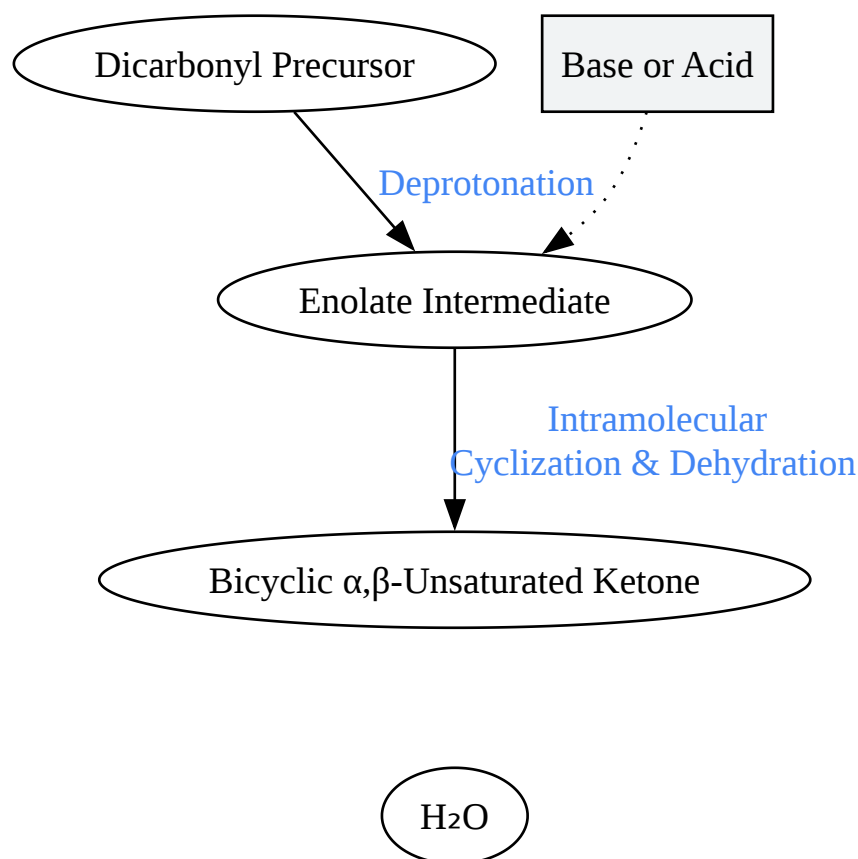 Dicarbonyl Precursor
Base or Acid
Deprotonation
Enolate Intermediate
Intramolecular
Cyclization & Dehydration
Bicyclic α,β-Unsaturated Ketone
H₂O